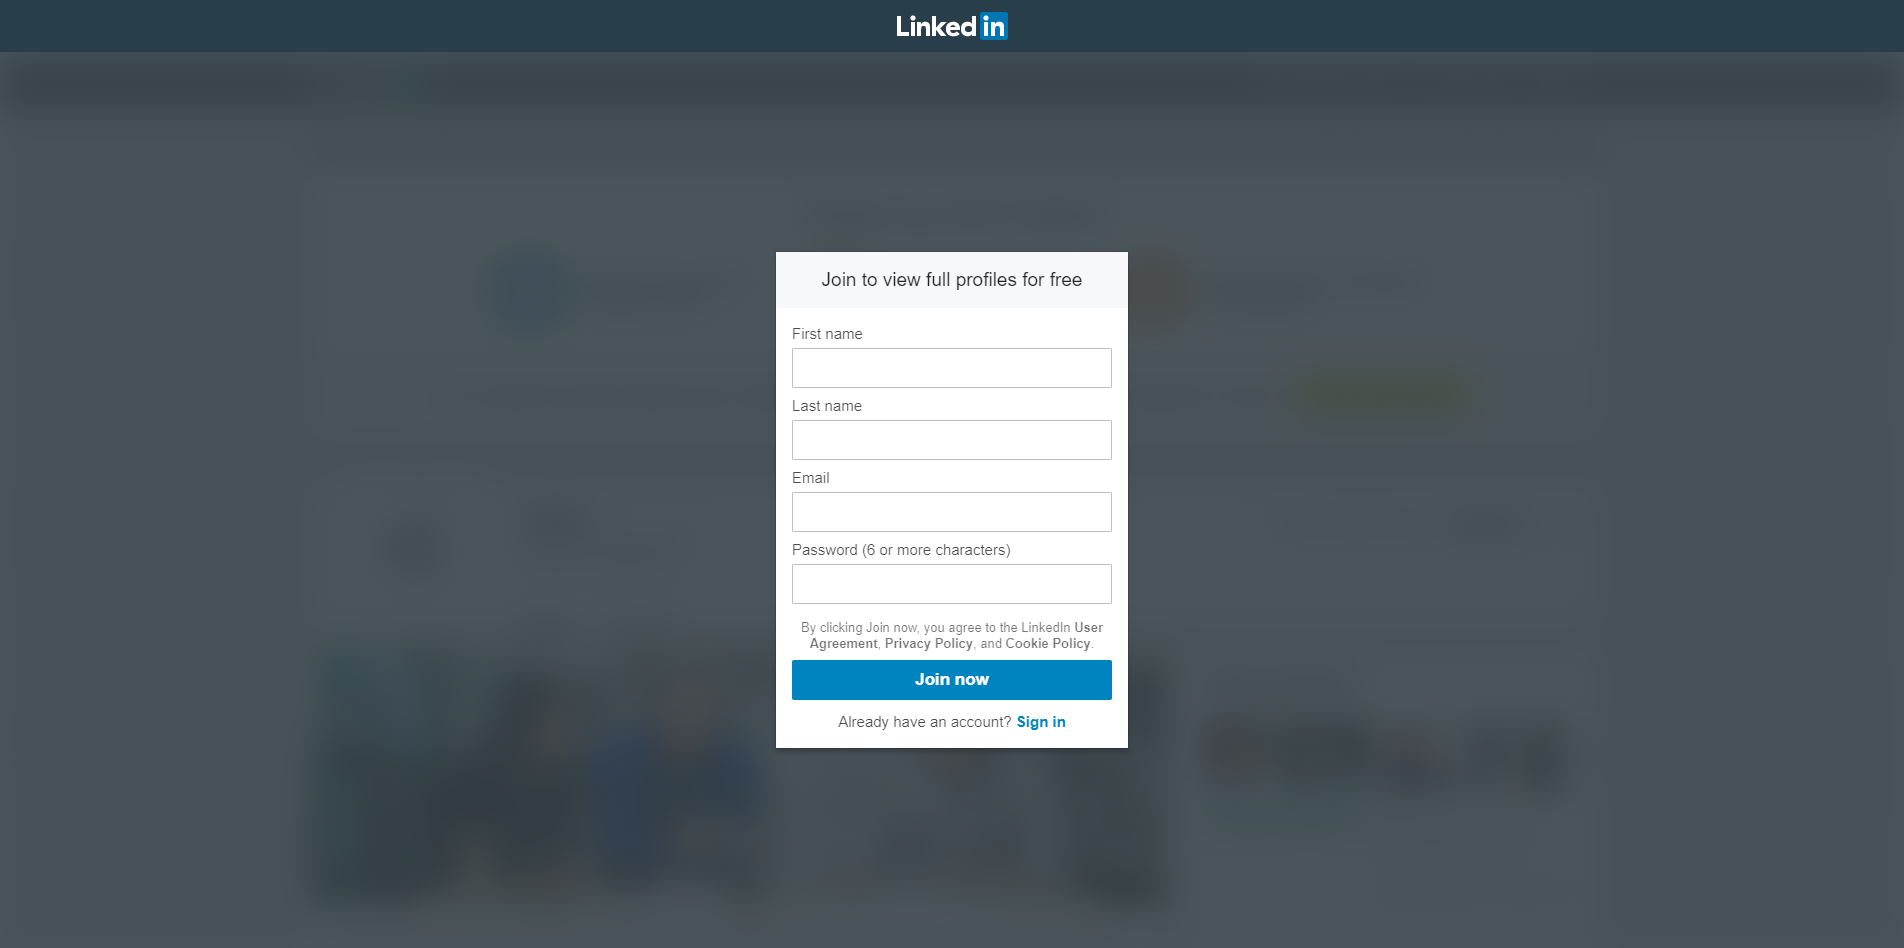 Linked in
Join to view full profiles for free
First name
Last name
Email
Password (6 or more characters)
By clicking Join now, you agree to the LinkedIn User
Agreement, Privacy Policy, and Cookie Policy.
Join now
Already have an account? Sign in